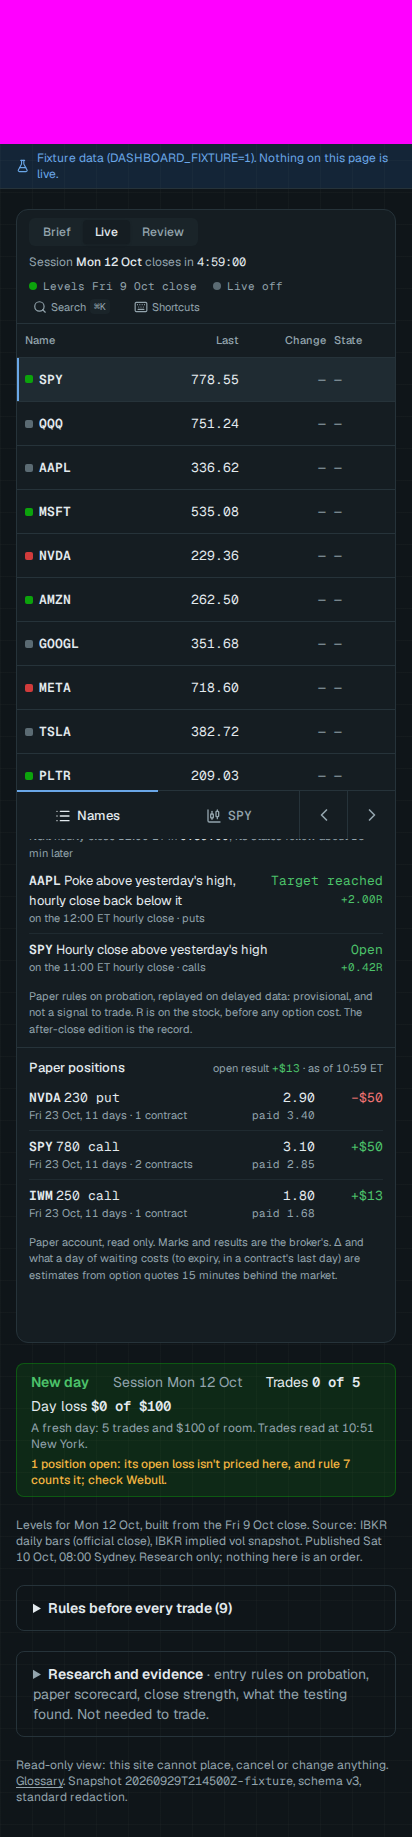 Fixture data (DASHBOARD_FIXTURE=1). Nothing on this page is
live.
Brief Live Review
Session Mon 12 Oct closes in 4:59:00
Levels Fri 9 Oct close Live off
Search ⌘K Shortcuts
Name Last Change State
SPY 778.55 – –
QQQ 751.24 – –
AAPL 336.62 – –
MSFT 535.08 – –
NVDA 229.36 – –
AMZN 262.50 – –
GOOGL 351.68 – –
META 718.60 – –
TSLA 382.72 – –
PLTR 209.03 – –
Names SPY
min later
AAPL Poke above yesterday's high, Target reached
hourly close back below it +2.00R
on the 12:00 ET hourly close · puts
SPY Hourly close above yesterday's high Open
on the 11:00 ET hourly close · calls +0.42R
Paper rules on probation, replayed on delayed data: provisional, and
not a signal to trade. R is on the stock, before any option cost. The
after-close edition is the record.
Paper positions open result +$13 · as of 10:59 ET
NVDA 230 put 2.90 −$50
Fri 23 Oct, 11 days · 1 contract paid 3.40
SPY 780 call 3.10 +$50
Fri 23 Oct, 11 days · 2 contracts paid 2.85
IWM 250 call 1.80 +$13
Fri 23 Oct, 11 days · 1 contract paid 1.68
Paper account, read only. Marks and results are the broker's. Δ and
what a day of waiting costs (to expiry, in a contract's last day) are
estimates from option quotes 15 minutes behind the market.
New day Session Mon 12 Oct Trades 0 of 5
Day loss $0 of $100
A fresh day: 5 trades and $100 of room. Trades read at 10:51
New York.
1 position open: its open loss isn't priced here, and rule 7
counts it; check Webull.
Levels for Mon 12 Oct, built from the Fri 9 Oct close. Source: IBKR
daily bars (official close), IBKR implied vol snapshot. Published Sat
10 Oct, 08:00 Sydney. Research only; nothing here is an order.
Rules before every trade (9)
Research and evidence · entry rules on probation,
paper scorecard, close strength, what the testing
found. Not needed to trade.
Read-only view: this site cannot place, cancel or change anything.
Glossary. Snapshot 20260929T214500Z-fixture, schema v3,
standard redaction.